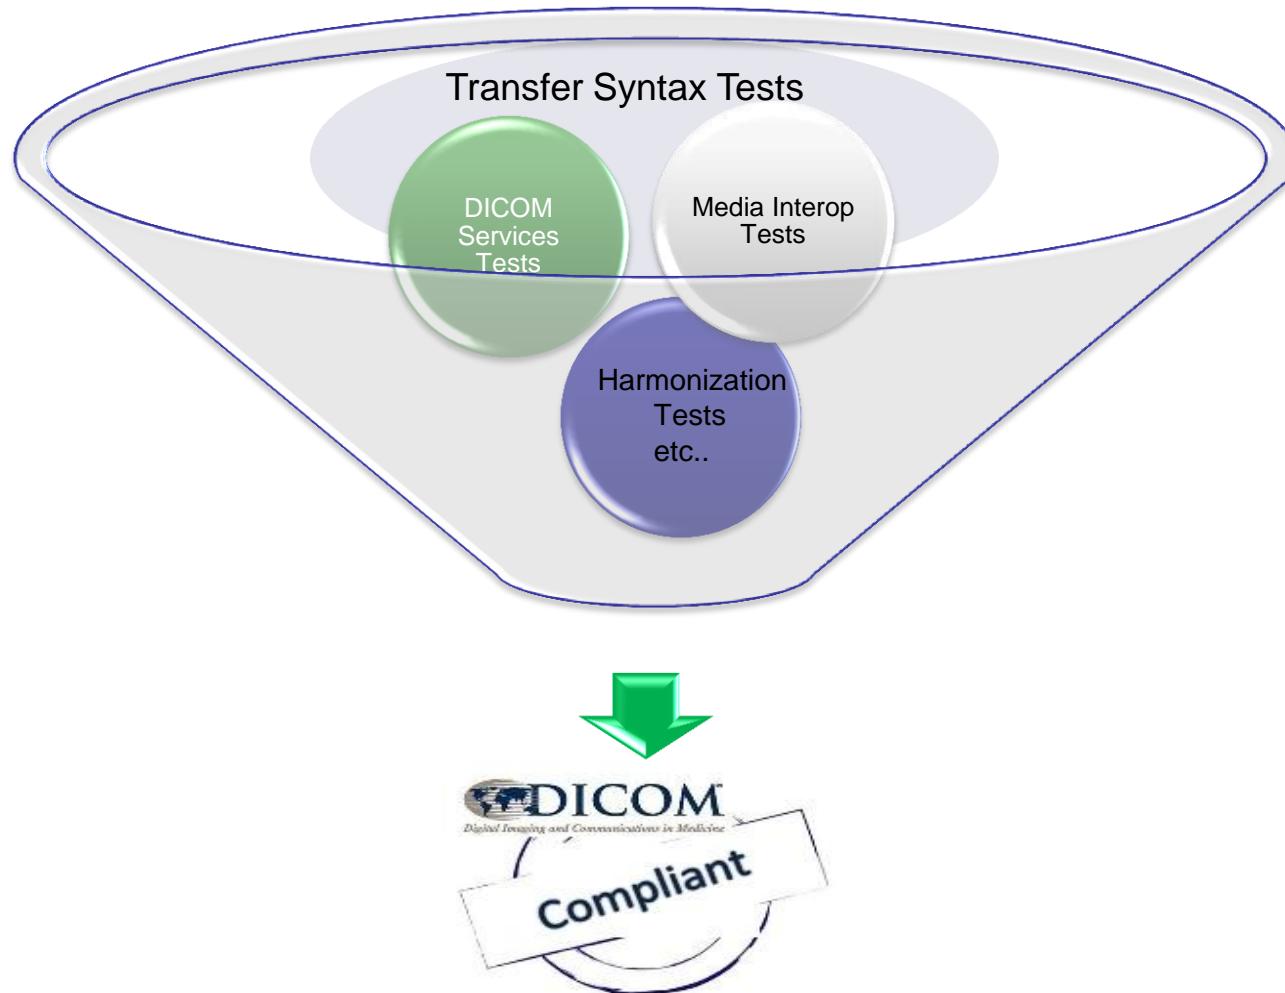 Transfer Syntax Tests
DICOM
Services
Tests
Media Interop
Tests
Harmonization
Tests
etc..
DICOM
Digital Imaging and Communications in Medicine
Compliant